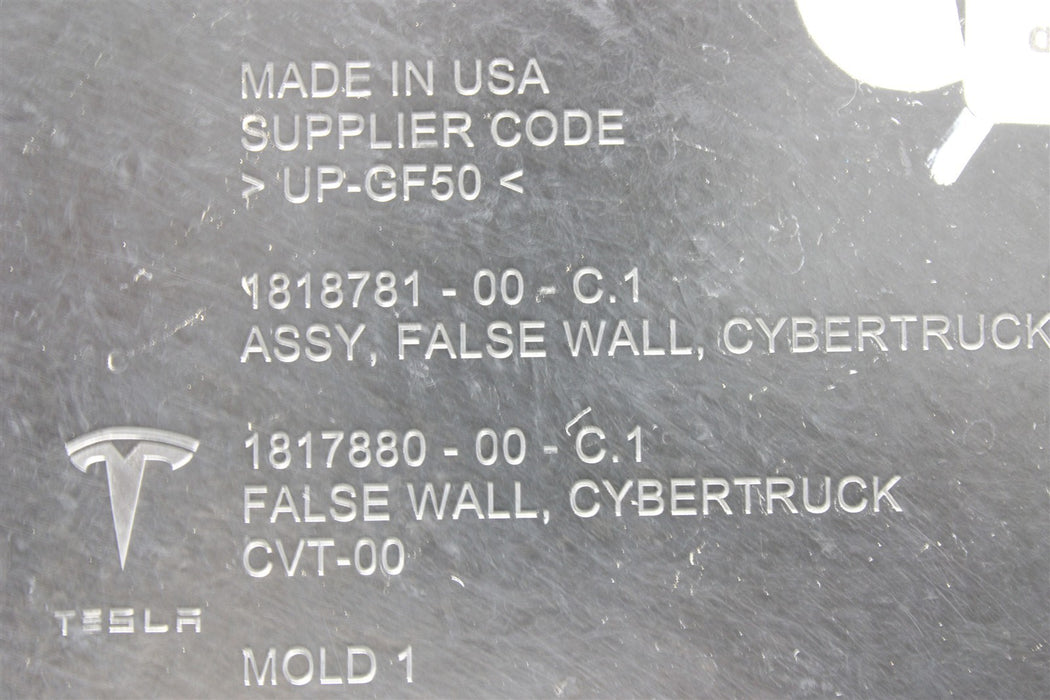 MADE IN USA
SUPPLIER CODE
> UP-GF50 <
1818781 - 00 - C.1
ASSY, FALSE WALL, CYBERTRUCK
1817880 - 00 - C.1
FALSE WALL, CYBERTRUCK
CVT-00
TESLA
MOLD 1